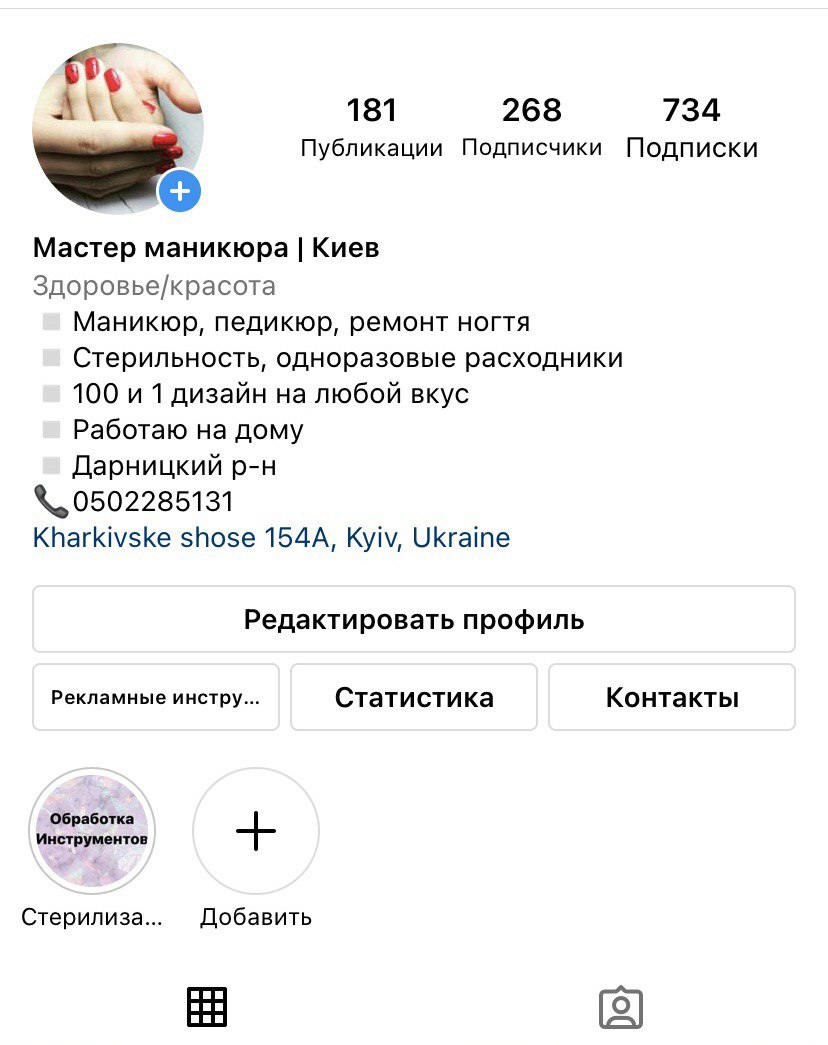 181 268 734
Публикации Подписчики Подписки
Мастер маникюра | Киев
Здоровье/красота
Маникюр, педикюр, ремонт ногтя
Стерильность, одноразовые расходники
100 и 1 дизайн на любой вкус
Работаю на дому
Дарницкий р-н
0502285131
Kharkivske shose 154A, Kyiv, Ukraine
Редактировать профиль
Рекламные инстру... Статистика Контакты
Обработка
Инструментов
Стерилиза... Добавить